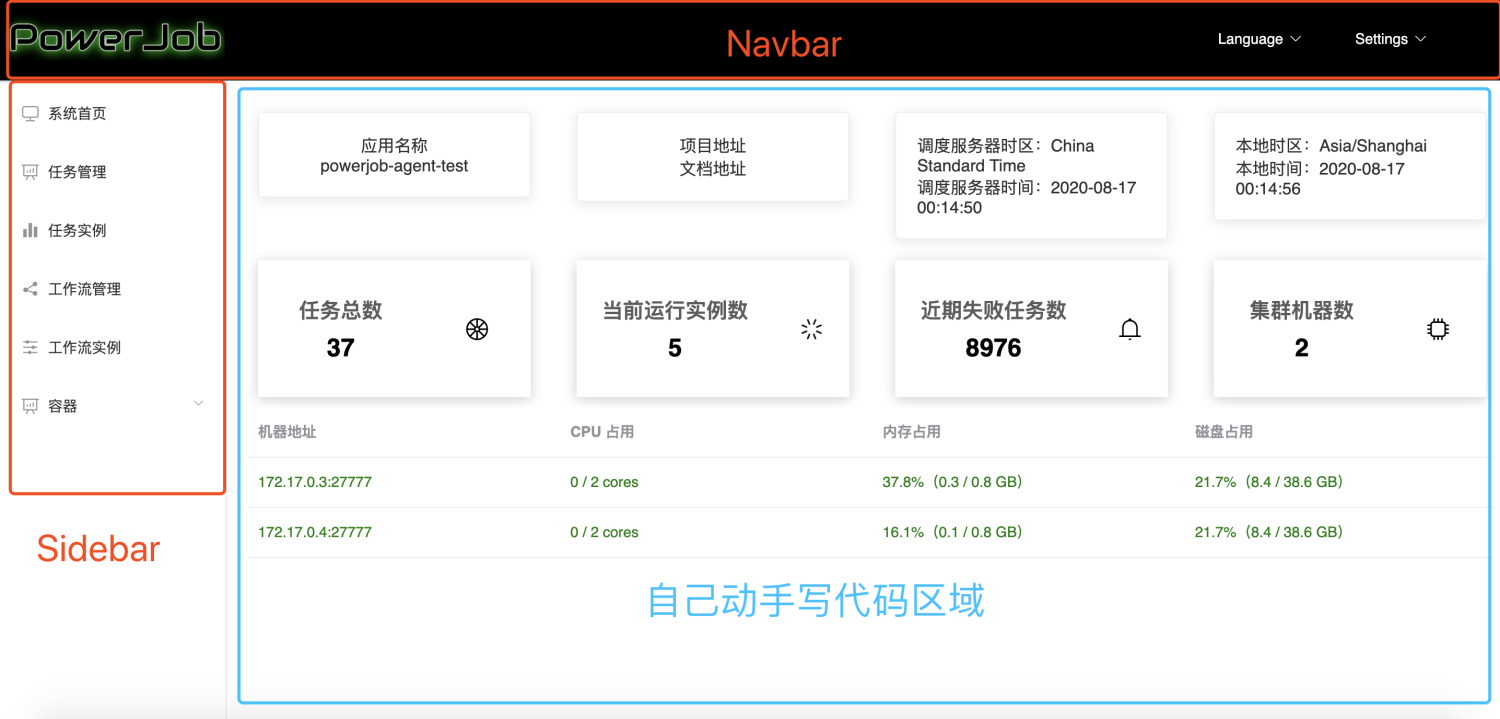 PowerJob
Navbar
Language
Settings
系统首页
任务管理
任务实例
工作流管理
工作流实例
容器
Sidebar
应用名称
powerjob-agent-test
项目地址
文档地址
调度服务器时区：China
Standard Time
调度服务器时间：2020-08-17
00:14:50
本地时区：Asia/Shanghai
本地时间：2020-08-17
00:14:56
任务总数
37
当前运行实例数
5
近期失败任务数
8976
集群机器数
2
机器地址 CPU 占用 内存占用 磁盘占用
172.17.0.3:27777 0 / 2 cores 37.8%（0.3 / 0.8 GB） 21.7%（8.4 / 38.6 GB）
172.17.0.4:27777 0 / 2 cores 16.1%（0.1 / 0.8 GB） 21.7%（8.4 / 38.6 GB）
自己动手写代码区域